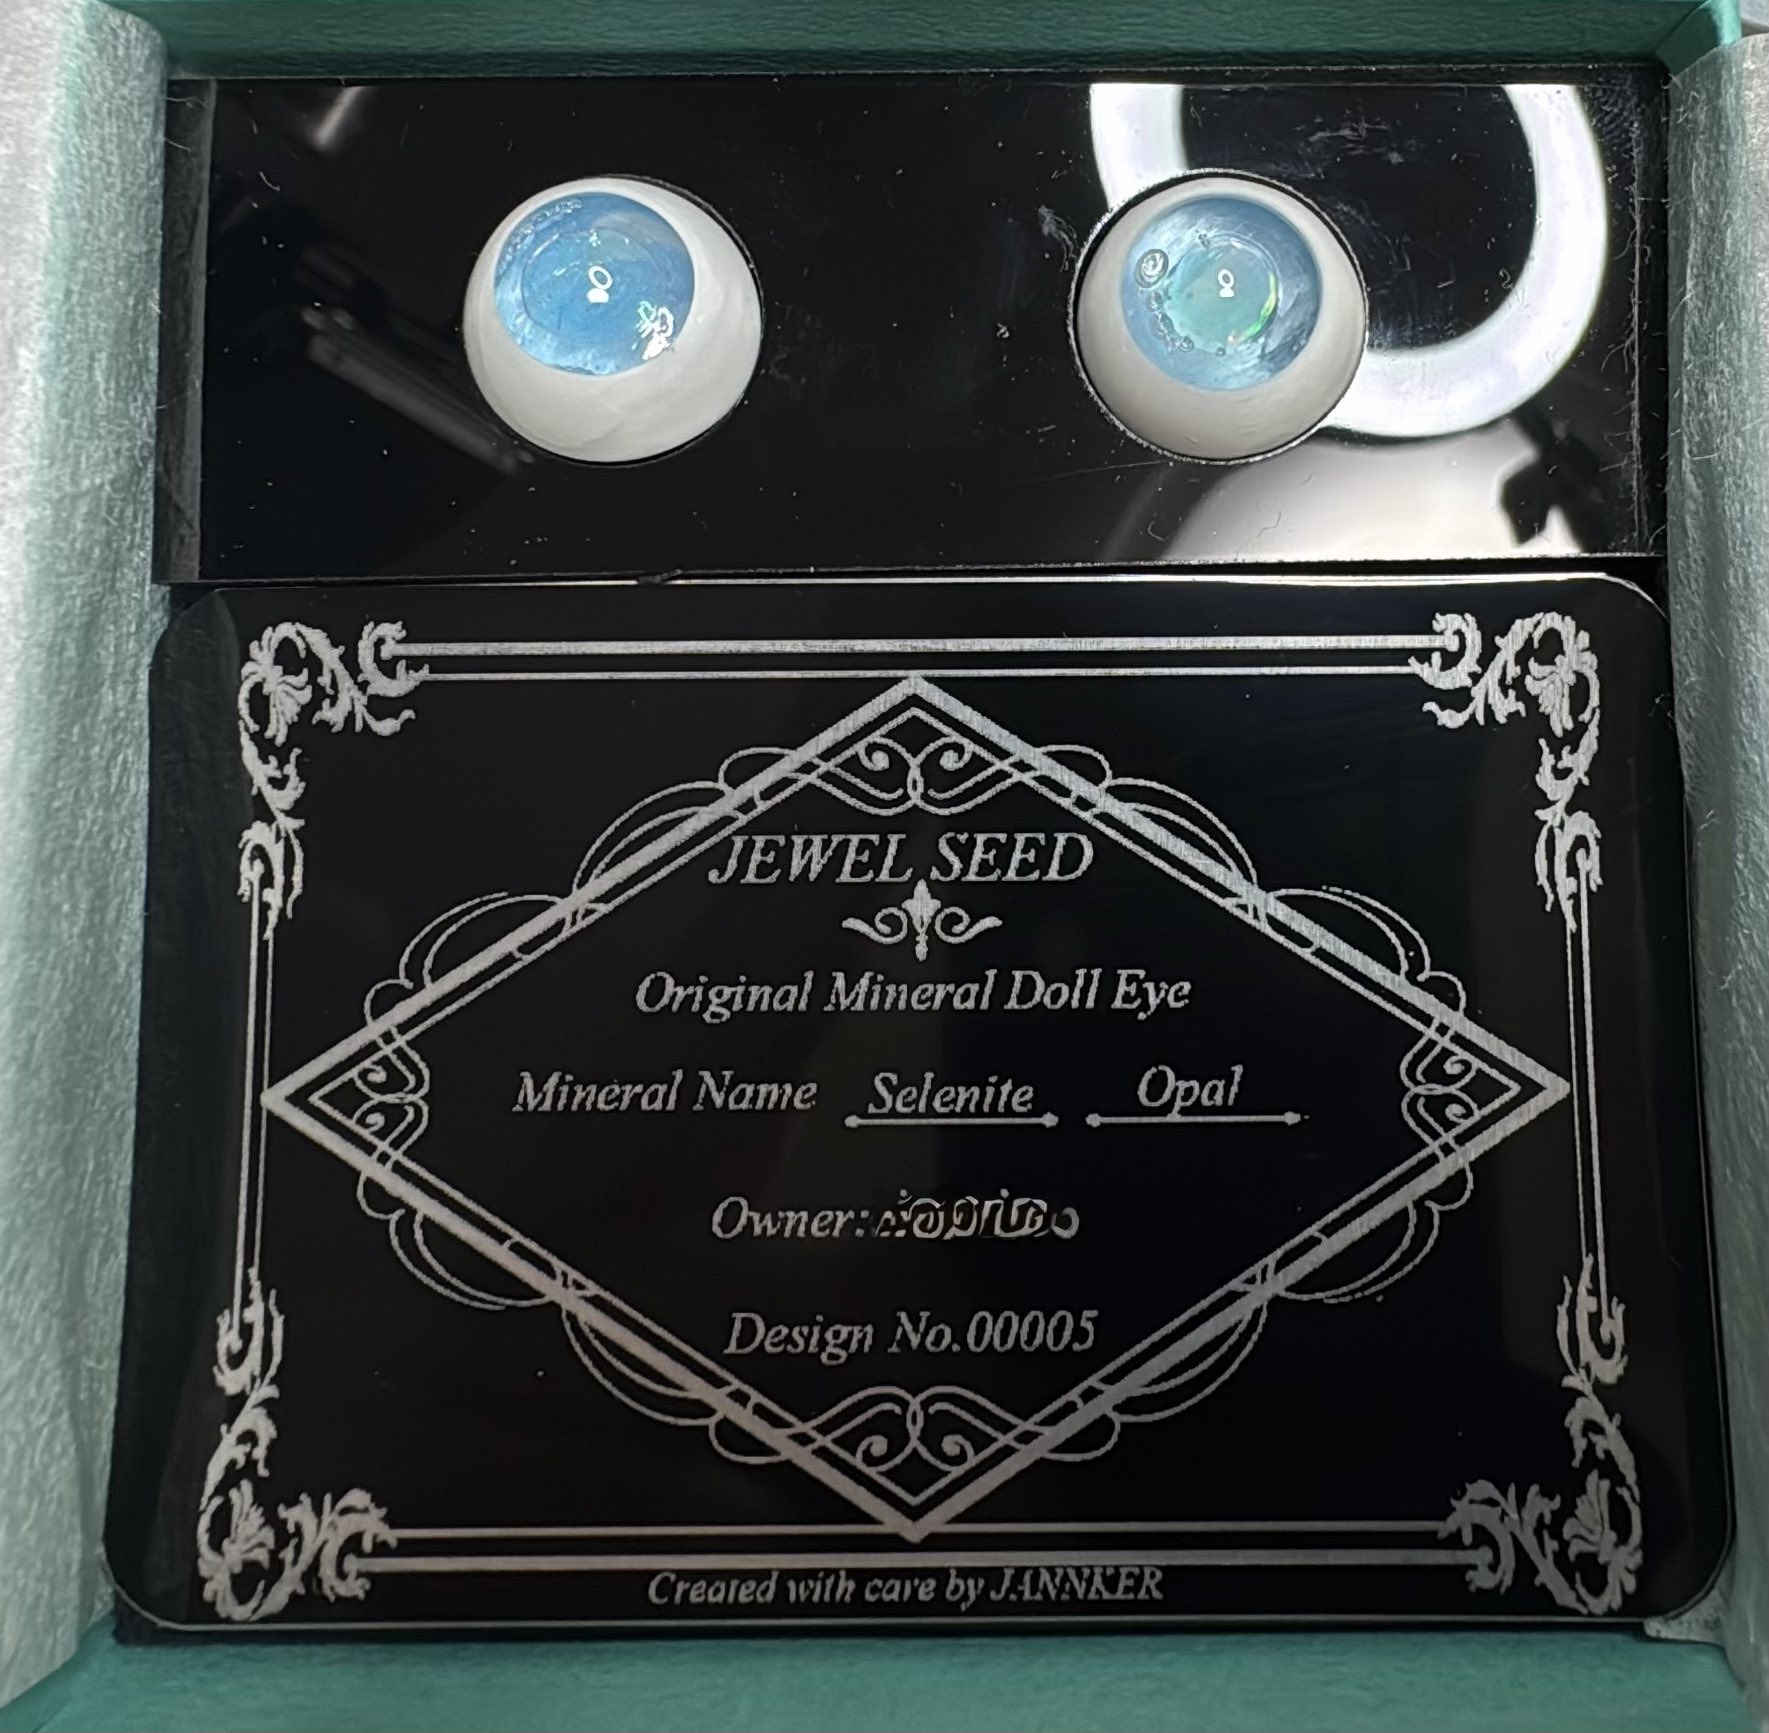 JEWEL SEED
Original Mineral Doll Eye
Mineral Name Selenite Opal
Owner:
Design No.00005
Created with care by JANNKER